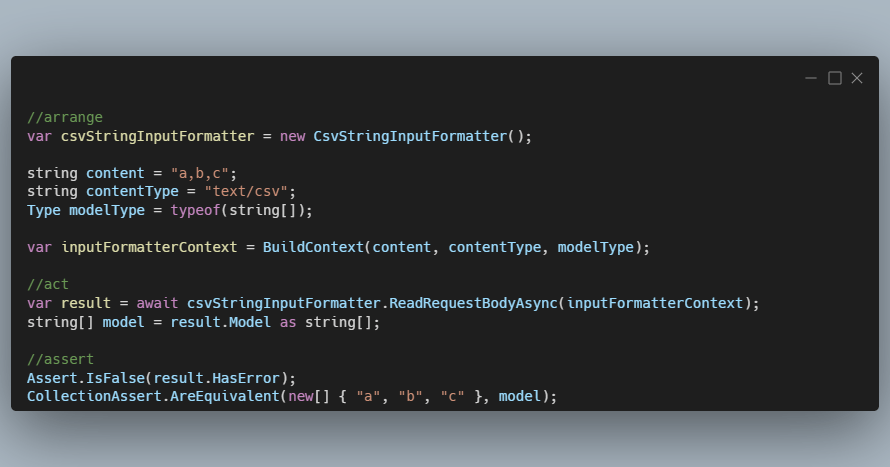 //arrange
var csvStringInputFormatter = new CsvStringInputFormatter();
string content = "a,b,c";
string contentType = "text/csv";
Type modelType = typeof(string[]);
var inputFormatterContext = BuildContext(content, contentType, modelType);
//act
var result = await csvStringInputFormatter.ReadRequestBodyAsync(inputFormatterContext);
string[] model = result.Model as string[];
//assert
Assert.IsFalse(result.HasError);
CollectionAssert.AreEquivalent(new[] { "a", "b", "c" }, model);